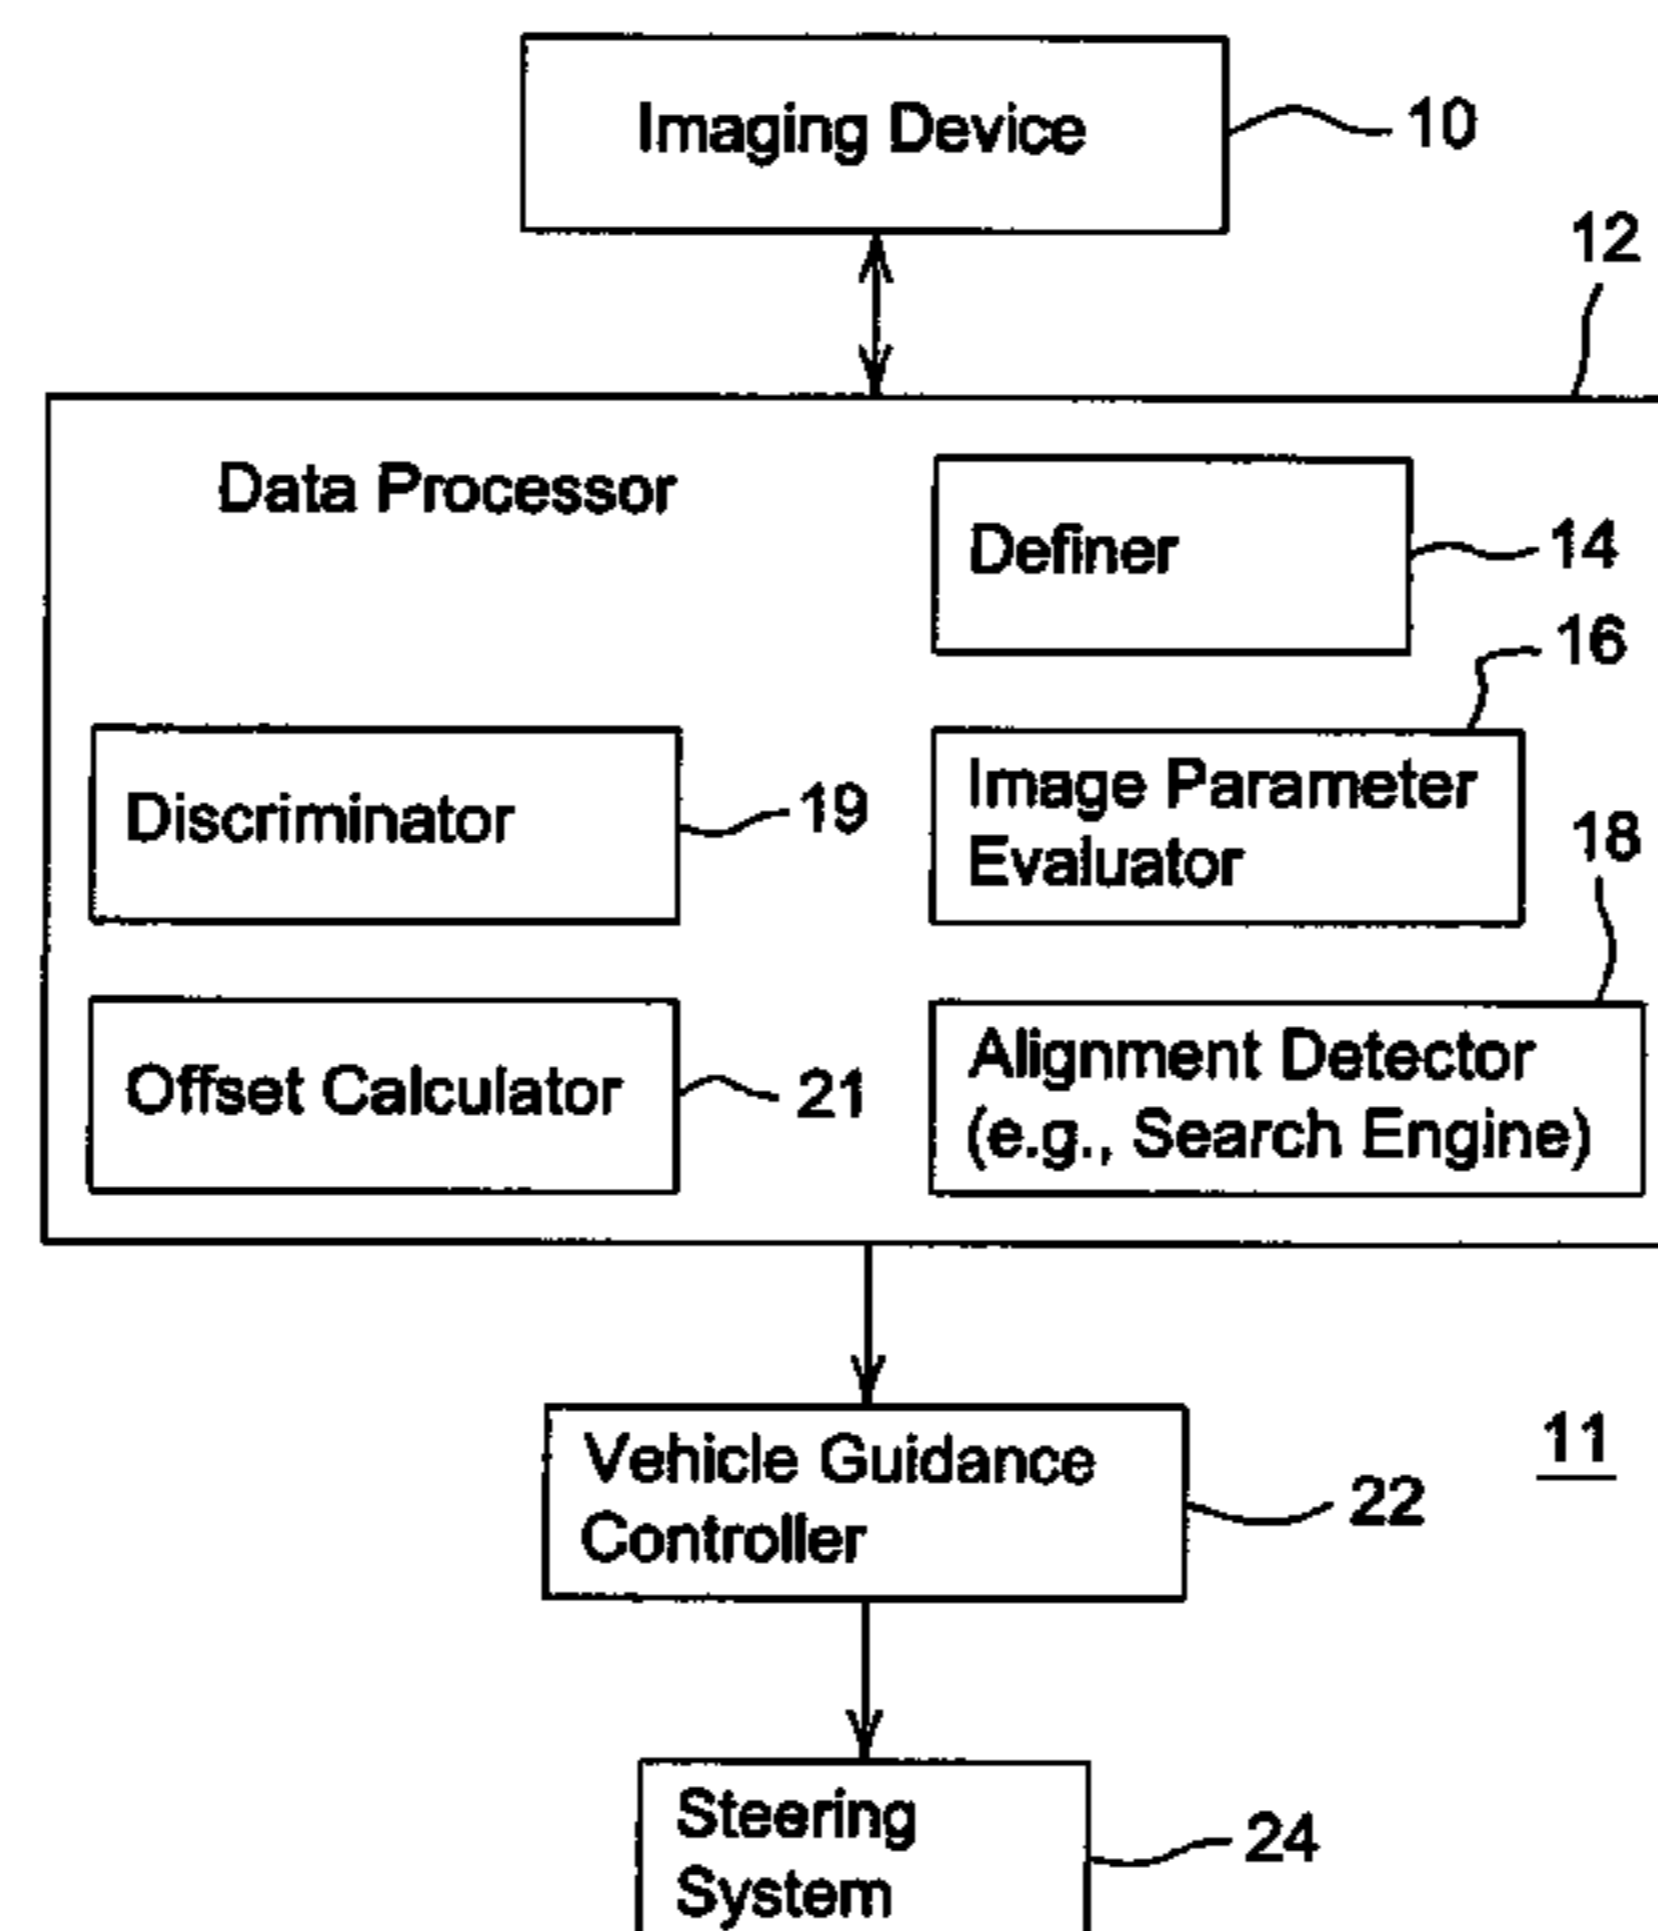 Imaging Device
10
12
Data Processor
Definer
14
16
Discriminator
19
Image Parameter
Evaluator
18
Offset Calculator
21
Alignment Detector
(e.g., Search Engine)
Vehicle Guidance
Controller
22
11
Steering
System
24